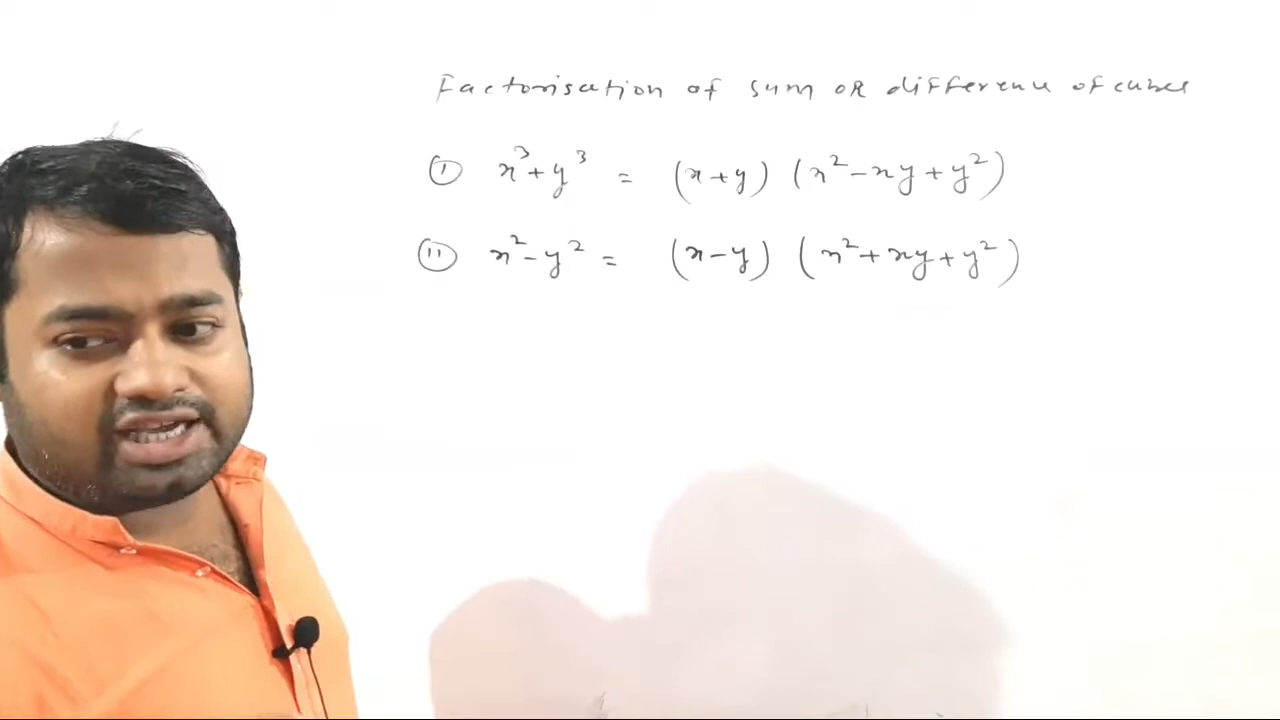 Factorisation of sum OR difference of cubes
(i) x³+y³ = (x+y) (x²-xy+y²)
(ii) x²-y² = (x-y) (x²+xy+y²)